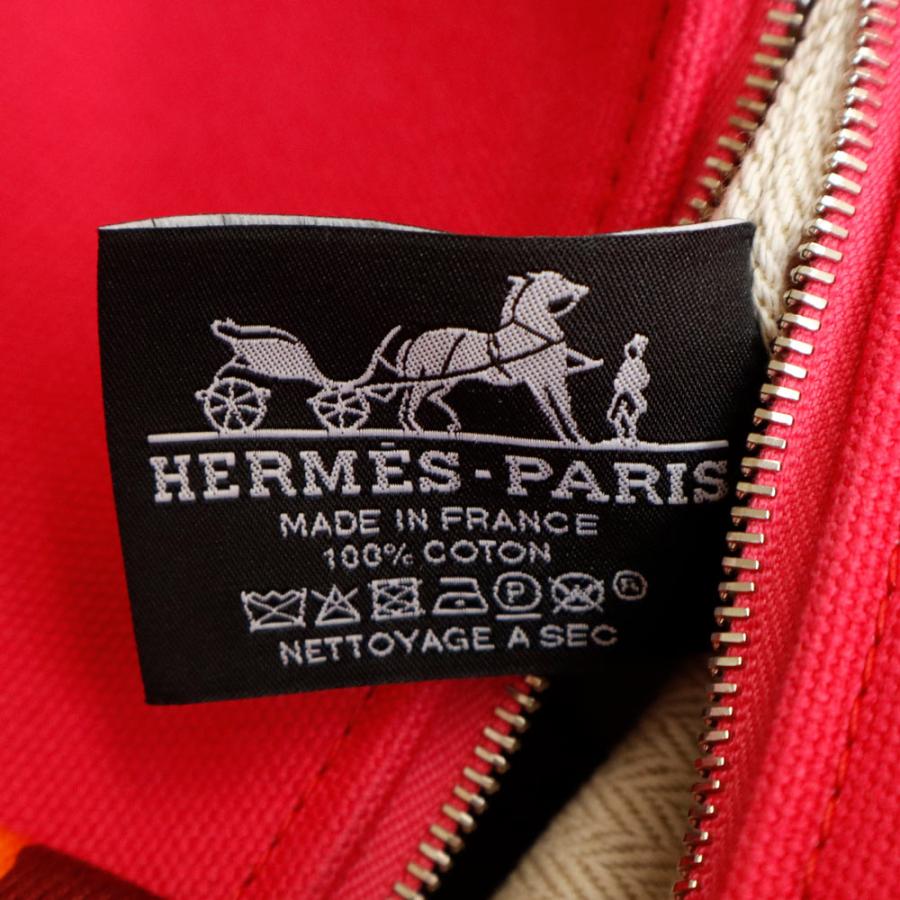 HERMÈS-PARIS
MADE IN FRANCE
100% COTON
P ®
NETTOYAGE A SEC